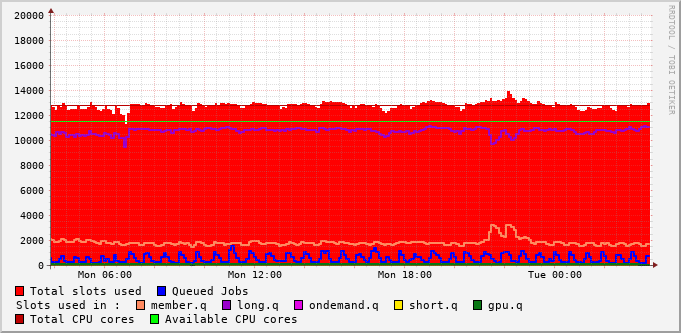 20000
18000
16000
14000
12000
10000
8000
6000
4000
2000
0
Mon 06:00 Mon 12:00 Mon 18:00 Tue 00:00
RRDTOOL / TOBI OETIKER
Total slots used Queued Jobs
Slots used in : member.q long.q ondemand.q short.q gpu.q
Total CPU cores Available CPU cores